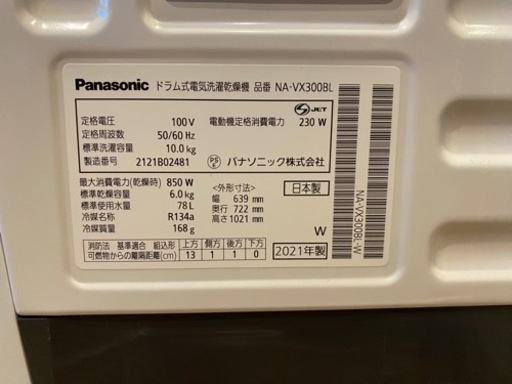 Panasonic ドラム式電気洗濯乾燥機 品番 NA-VX300BL
定格電圧 100 V
定格周波数 50/60 Hz
標準洗濯容量 10.0 kg
製造番号 2121B02481
S JET
電動機定格消費電力 230 W
PS E パナソニック株式会社
最大消費電力(乾燥時) 850 W
標準乾燥容量 6.0 kg
標準使用水量 78 L
冷媒名称 R134a
冷媒質量 168 g
<外形寸法>
幅 639 mm
奥行 722 mm
高さ 1021 mm
日本製
W
消防法 基準適合 組込形 上方 側方 後方 下方
可燃物からの離隔距離(cm) 13 1 1 0
2021年製
NA-VX300BL-W